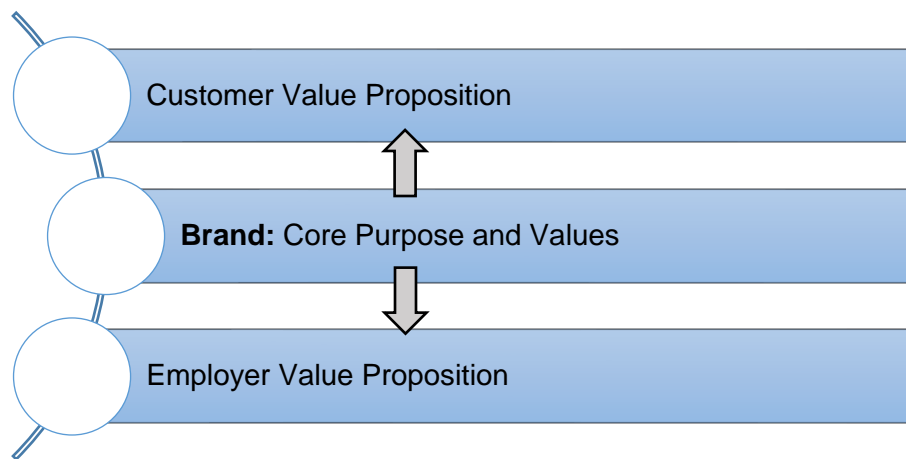 Customer Value Proposition
Brand: Core Purpose and Values
Employer Value Proposition